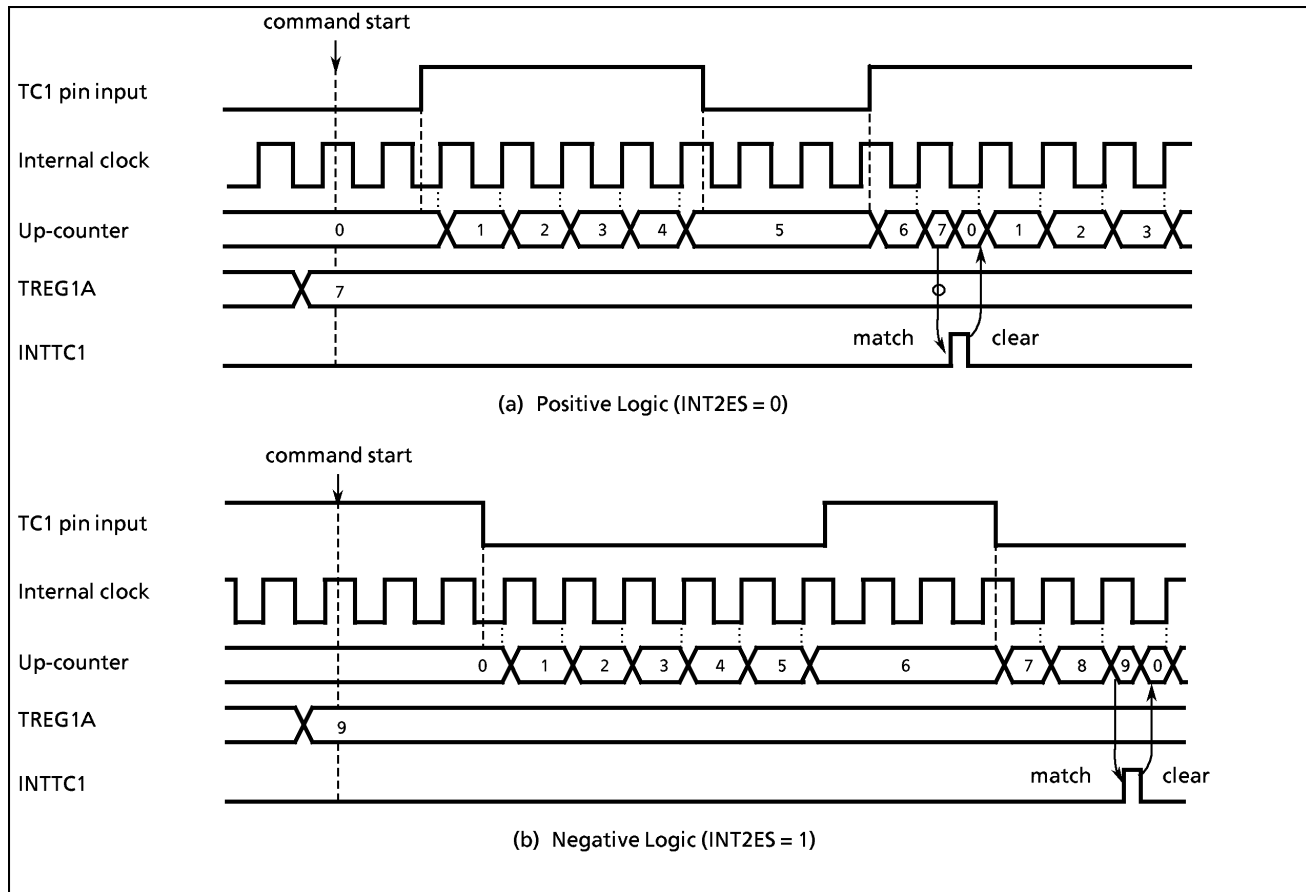 command start
TC1 pin input
Internal clock
Up-counter 0 1 2 3 4 5 6 7 0 1 2 3
TREG1A 7
match clear
INTTC1
(a) Positive Logic (INT2ES = 0)
command start
TC1 pin input
Internal clock
Up-counter 0 1 2 3 4 5 6 7 8 9 0
TREG1A 9
match clear
INTTC1
(b) Negative Logic (INT2ES = 1)